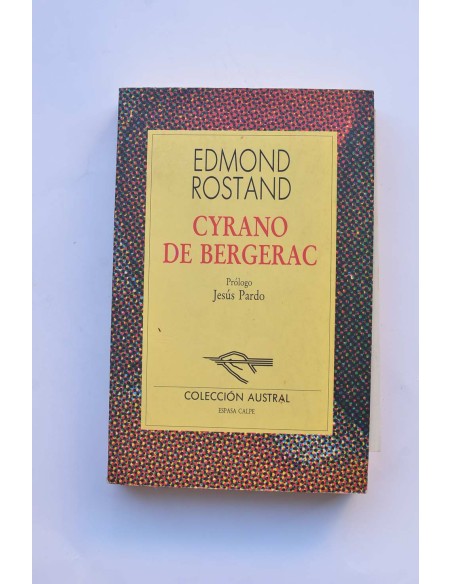 EDMOND
ROSTAND
CYRANO
DE BERGERAC
Prólogo
Jesús Pardo
COLECCIÓN AUSTRAL
ESPASA CALPE